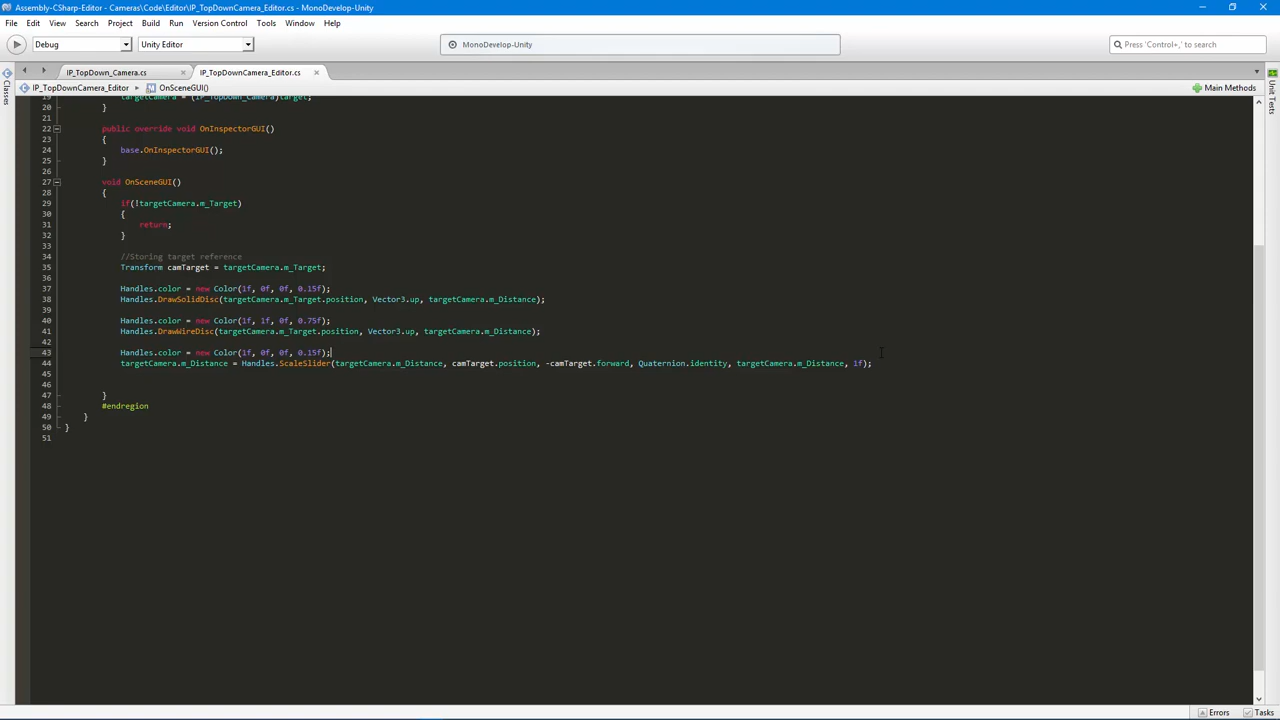 Assembly-CSharp-Editor - Cameras\Code\Editor\IP_TopDownCamera_Editor.cs - MonoDevelop-Unity
File Edit View Search Project Build Run Version Control Tools Window Help
Debug Unity Editor MonoDevelop-Unity Press 'Control+,' to search
IP_TopDown_Camera.cs IP_TopDownCamera_Editor.cs
IP_TopDownCamera_Editor OnSceneGUI() Main Methods
Classes
Unit Tests
19 targetCamera = (IP_TopDown_Camera)target;
20 }
21
22 public override void OnInspectorGUI()
23 {
24 base.OnInspectorGUI();
25 }
26
27 void OnSceneGUI()
28 {
29 if(!targetCamera.m_Target)
30 {
31 return;
32 }
33
34 //Storing target reference
35 Transform camTarget = targetCamera.m_Target;
36
37 Handles.color = new Color(1f, 0f, 0f, 0.15f);
38 Handles.DrawSolidDisc(targetCamera.m_Target.position, Vector3.up, targetCamera.m_Distance);
39
40 Handles.color = new Color(1f, 1f, 0f, 0.75f);
41 Handles.DrawWireDisc(targetCamera.m_Target.position, Vector3.up, targetCamera.m_Distance);
42
43 Handles.color = new Color(1f, 0f, 0f, 0.15f);
44 targetCamera.m_Distance = Handles.ScaleSlider(targetCamera.m_Distance, camTarget.position, -camTarget.forward, Quaternion.identity, targetCamera.m_Distance, 1f);
45
46
47 }
48 #endregion
49 }
50 }
51
Errors Tasks